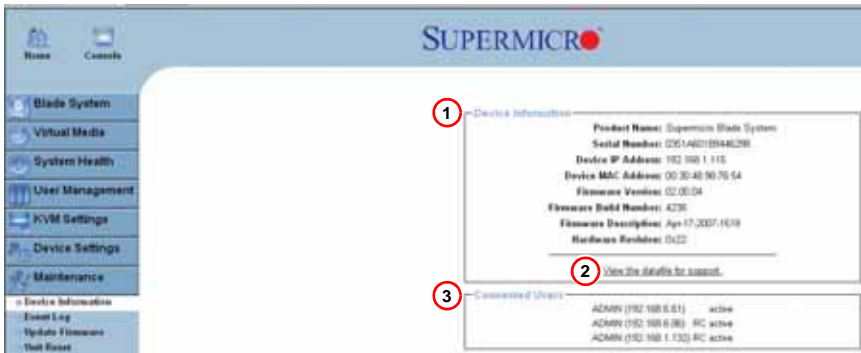 Home
Console
SUPERMICRO
Blade System
Virtual Media
System Health
User Management
KVM Settings
Device Settings
Maintenance
Device Information
Event Log
Update Firmware
Unit Reset
1
Device Information
Product Name: Supermicro Blade System
Serial Number:
Device IP Address: 192.168.1.115
Device MAC Address: 00:30:48:98:76:54
Firmware Version: 02.00.04
Firmware Build Number: 4238
Firmware Description: Apr-17-2007-1519
Hardware Revision: 0x22
2
View the datafile for support.
3
Connected Users
ADMIN (192.168.6.61) active
ADMIN (192.168.6.86) RC active
ADMIN (192.168.1.132) RC active